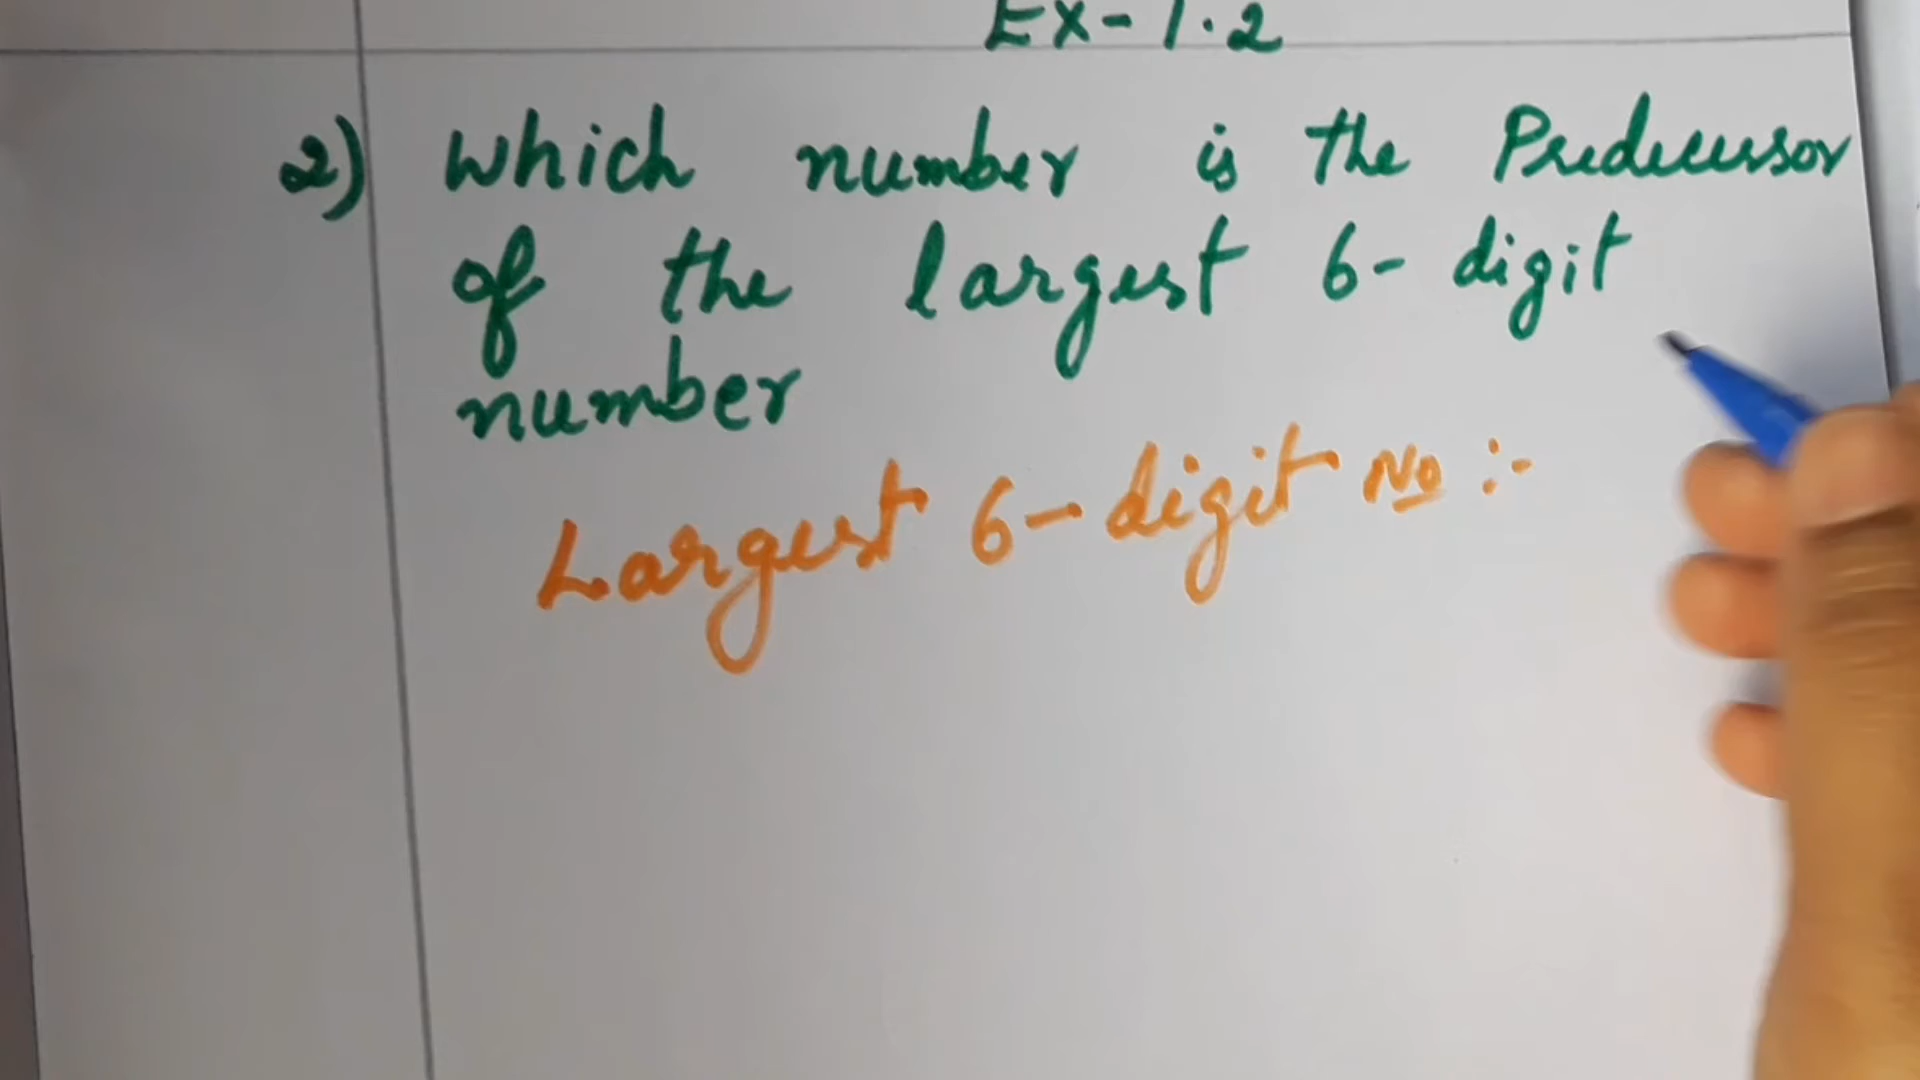 Ex-1.2
2) Which number is the Predecessor
of the largest 6- digit
number
Largest 6-digit No :-